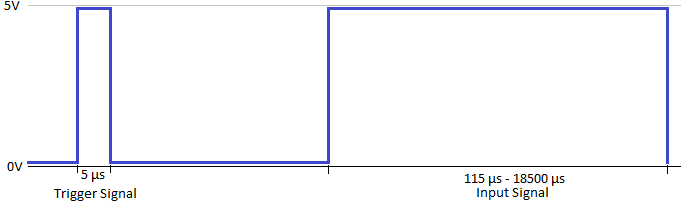 5V
0V
5 µs
Trigger Signal
115 µs - 18500 µs
Input Signal